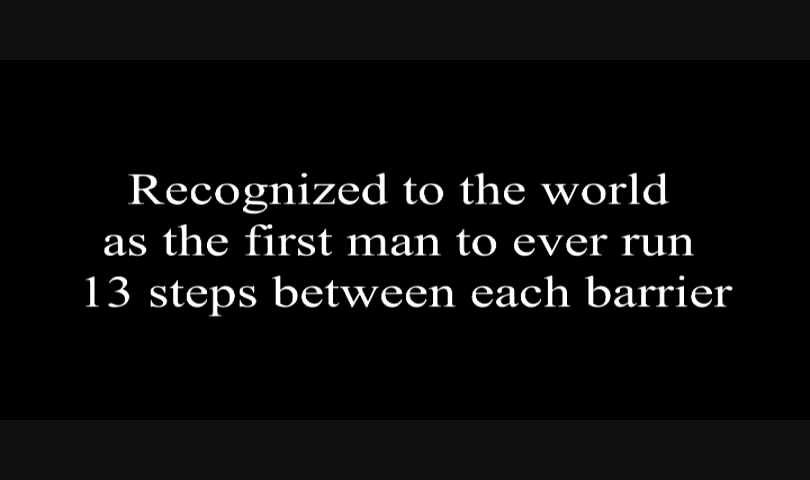 Recognized to the world
as the first man to ever run
13 steps between each barrier